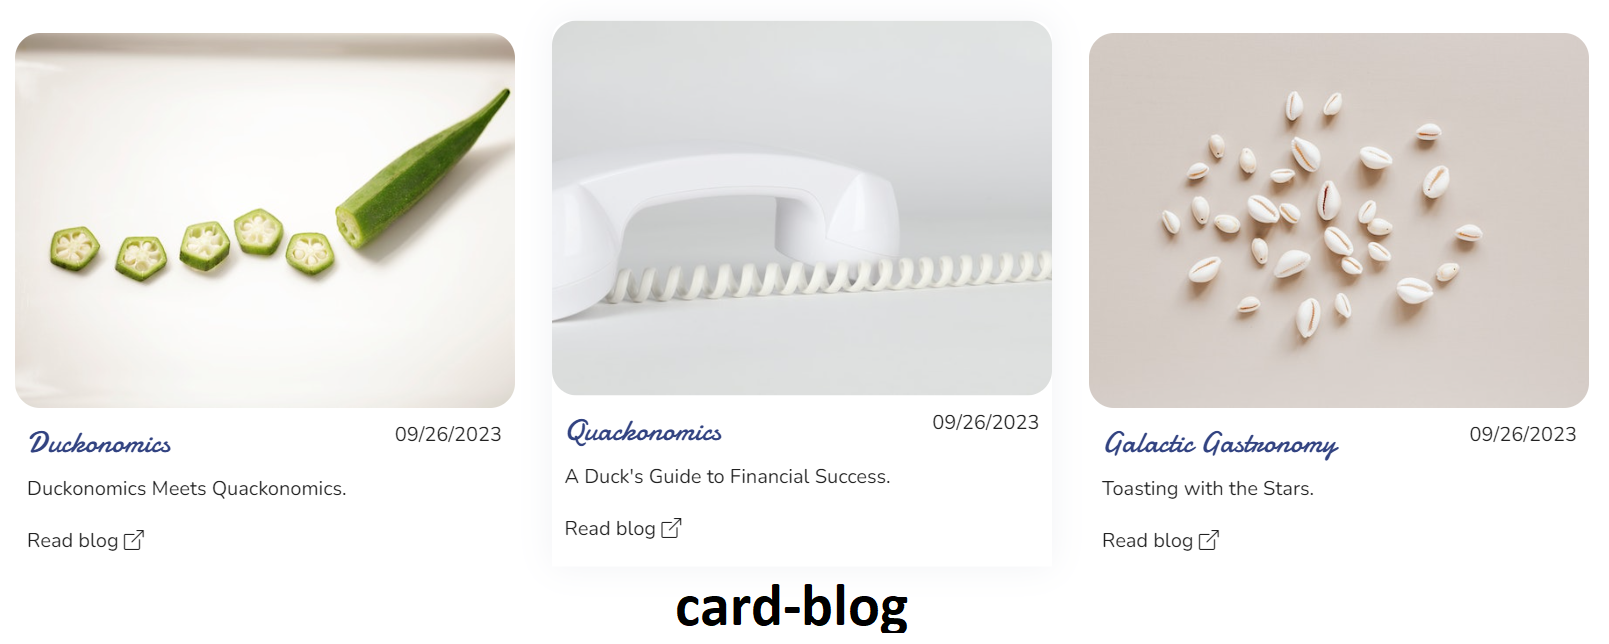 Duckonomics
09/26/2023
Duckonomics Meets Quackonomics.
Read blog
Quackonomics
09/26/2023
A Duck's Guide to Financial Success.
Read blog
Galactic Gastronomy
09/26/2023
Toasting with the Stars.
Read blog
card-blog